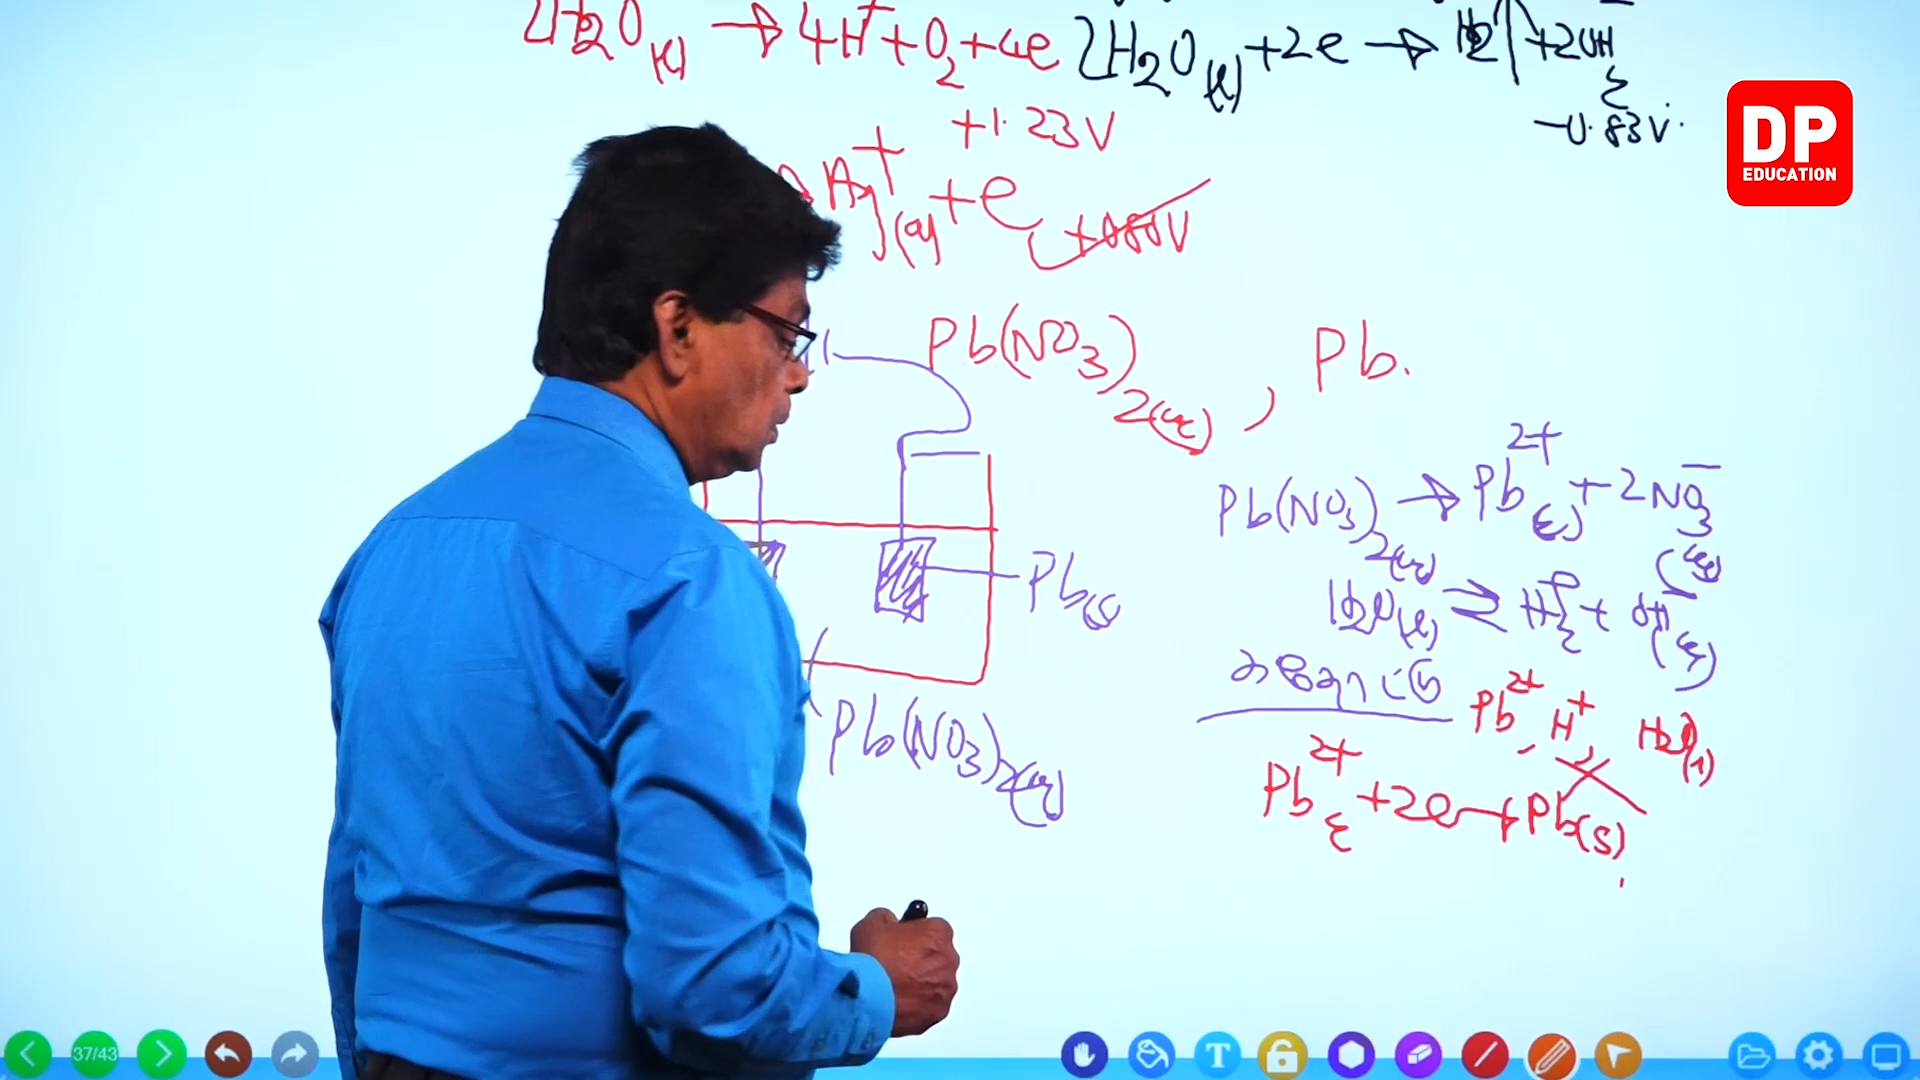 2H₂O(l) → 4H⁺ + O₂ + 4e
+1.23V
2H₂O(l) + 2e → H₂↑ + 2OH
-0.83V
DP
EDUCATION
Ag⁺(aq) + e
+0.80V
Pb(NO₃)₂(aq) , Pb.
Pb(NO₃)₂(aq) → Pb²⁺ + 2NO₃⁻(aq)
Pb(s)
H₂O(l) ⇌ H⁺ + OH⁻(aq)
Pb²⁺, H⁺, H₂O(l)
Pb(NO₃)₂(aq)
Pb²⁺ + 2e → Pb(s)
37/43
T